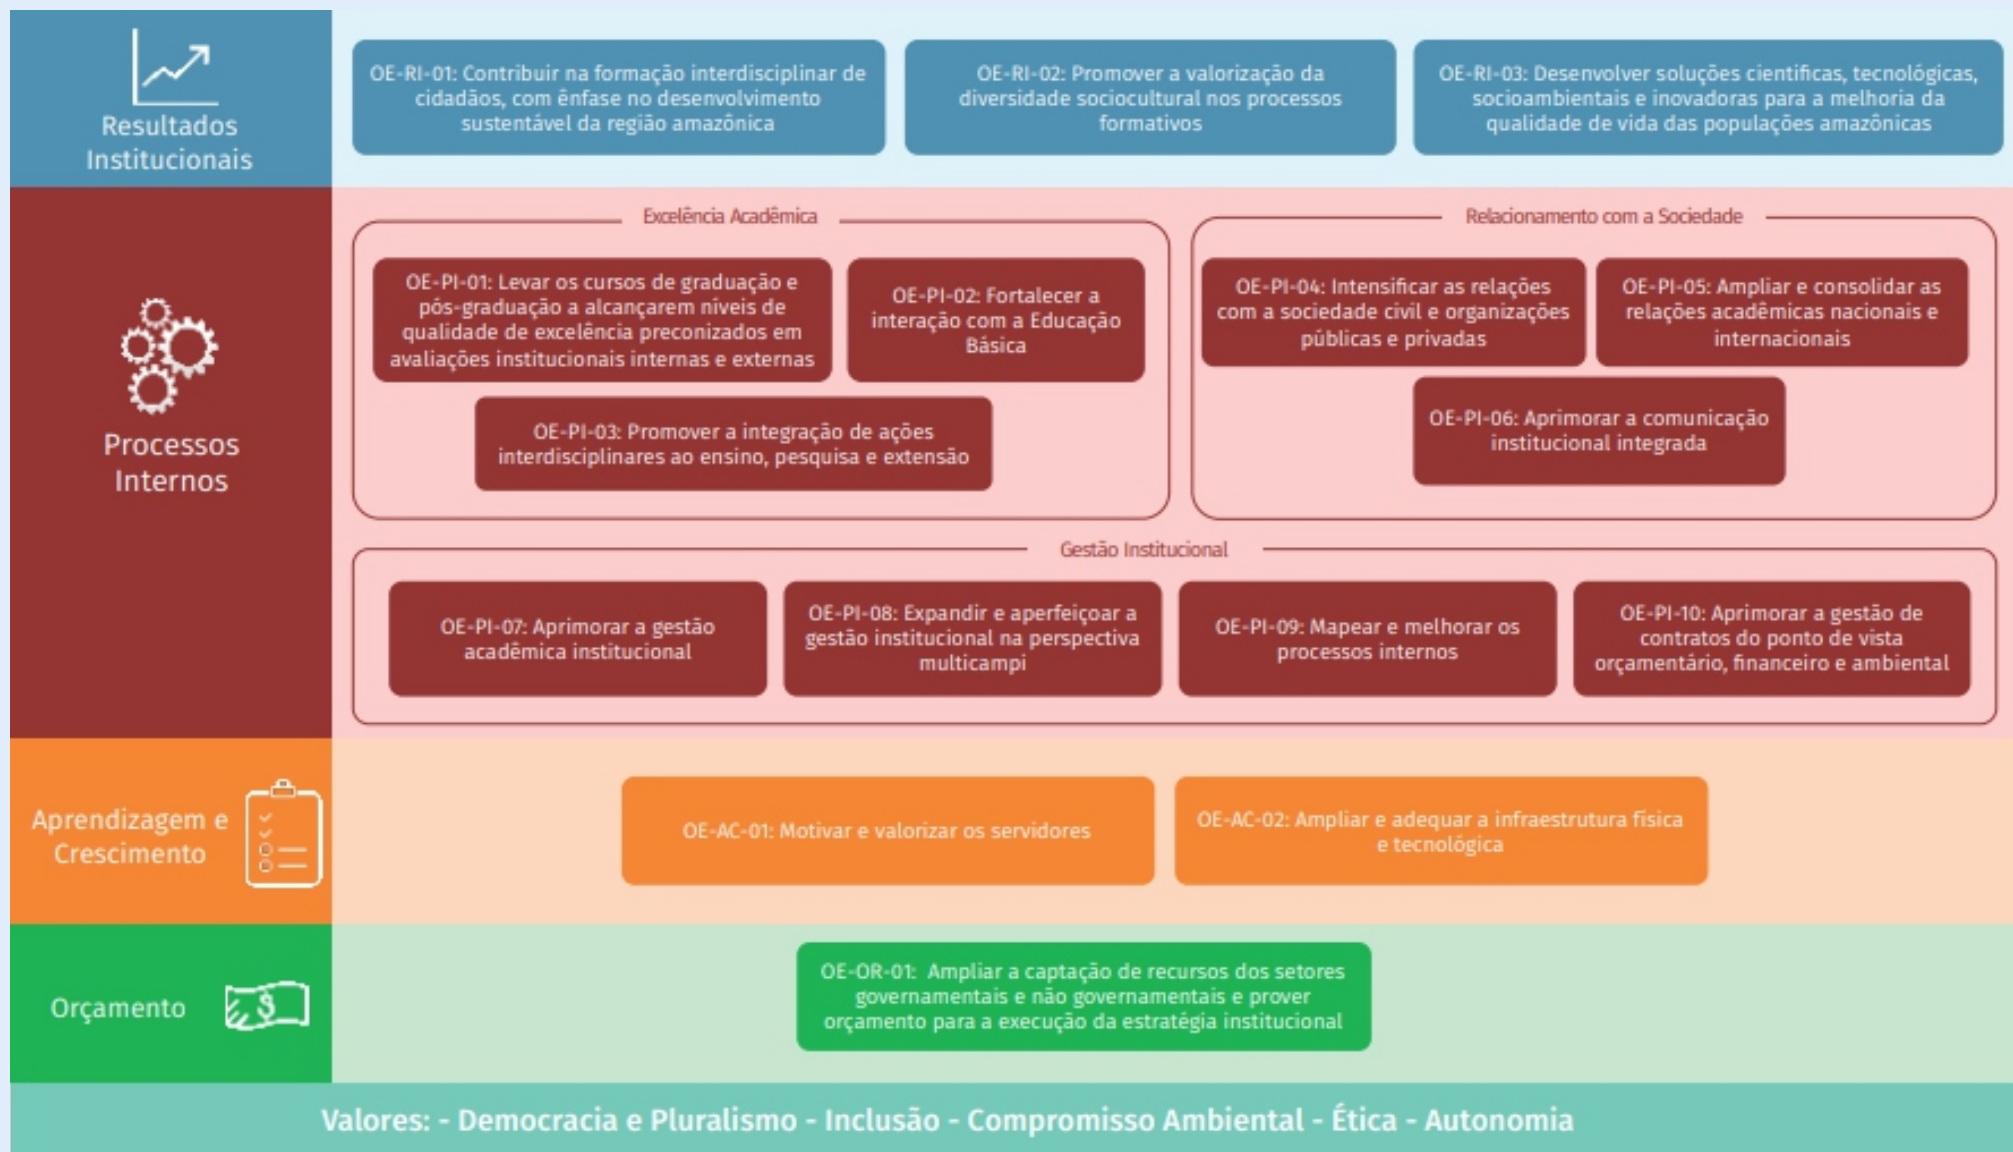 Resultados
Institucionais
OE-RI-01: Contribuir na formação interdisciplinar de
cidadãos, com ênfase no desenvolvimento
sustentável da região amazônica
OE-RI-02: Promover a valorização da
diversidade sociocultural nos processos
formativos
OE-RI-03: Desenvolver soluções cientificas, tecnológicas,
socioambientais e inovadoras para a melhoria da
qualidade de vida das populações amazônicas
Processos
Internos
Excelência Acadêmica
OE-PI-01: Levar os cursos de graduação e
pós-graduação a alcançarem níveis de
qualidade de excelência preconizados em
avaliações institucionais internas e externas
OE-PI-02: Fortalecer a
interação com a Educação
Básica
OE-PI-03: Promover a integração de ações
interdisciplinares ao ensino, pesquisa e extensão
Relacionamento com a Sociedade
OE-PI-04: Intensificar as relações
com a sociedade civil e organizações
públicas e privadas
OE-PI-05: Ampliar e consolidar as
relações acadêmicas nacionais e
internacionais
OE-PI-06: Aprimorar a comunicação
institucional integrada
Gestão Institucional
OE-PI-07: Aprimorar a gestão
acadêmica institucional
OE-PI-08: Expandir e aperfeiçoar a
gestão institucional na perspectiva
multicampi
OE-PI-09: Mapear e melhorar os
processos internos
OE-PI-10: Aprimorar a gestão de
contratos do ponto de vista
orçamentário, financeiro e ambiental
Aprendizagem e
Crescimento
OE-AC-01: Motivar e valorizar os servidores
OE-AC-02: Ampliar e adequar a infraestrutura física
e tecnológica
Orçamento
$
OE-OR-01: Ampliar a captação de recursos dos setores
governamentais e não governamentais e prover
orçamento para a execução da estratégia institucional
Valores: - Democracia e Pluralismo - Inclusão - Compromisso Ambiental - Ética - Autonomia